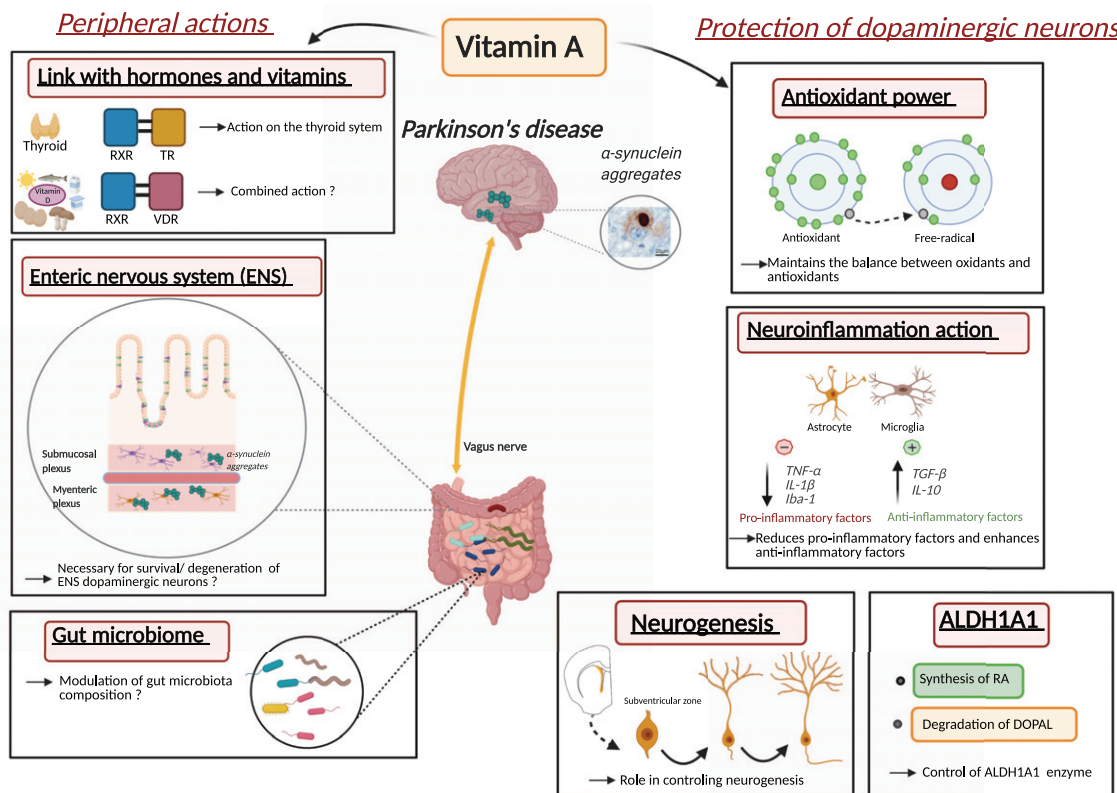 Peripheral actions
Vitamin A
Protection of dopaminergic neurons
Link with hormones and vitamins
Thyroid
RXR
TR
Action on the thyroid sytem
Vitamin
D
RXR
VDR
Combined action ?
Parkinson's disease
α-synuclein
aggregates
Antioxidant power
Antioxidant
Free-radical
Maintains the balance between oxidants and
antioxidants
Enteric nervous system (ENS)
Submucosal
plexus
α-synuclein
aggregates
Myenteric
plexus
Necessary for survival/ degeneration of
ENS dopaminergic neurons ?
Vagus nerve
Neuroinflammation action
Astrocyte
Microglia
TNF-α
IL-1β
Iba-1
TGF-β
IL-10
Pro-inflammatory factors
Anti-inflammatory factors
Reduces pro-inflammatory factors and enhances
anti-inflammatory factors
Gut microbiome
Modulation of gut microbiota
composition ?
Neurogenesis
Subventricular zone
Role in controling neurogenesis
ALDH1A1
Synthesis of RA
Degradation of DOPAL
Control of ALDH1A1 enzyme